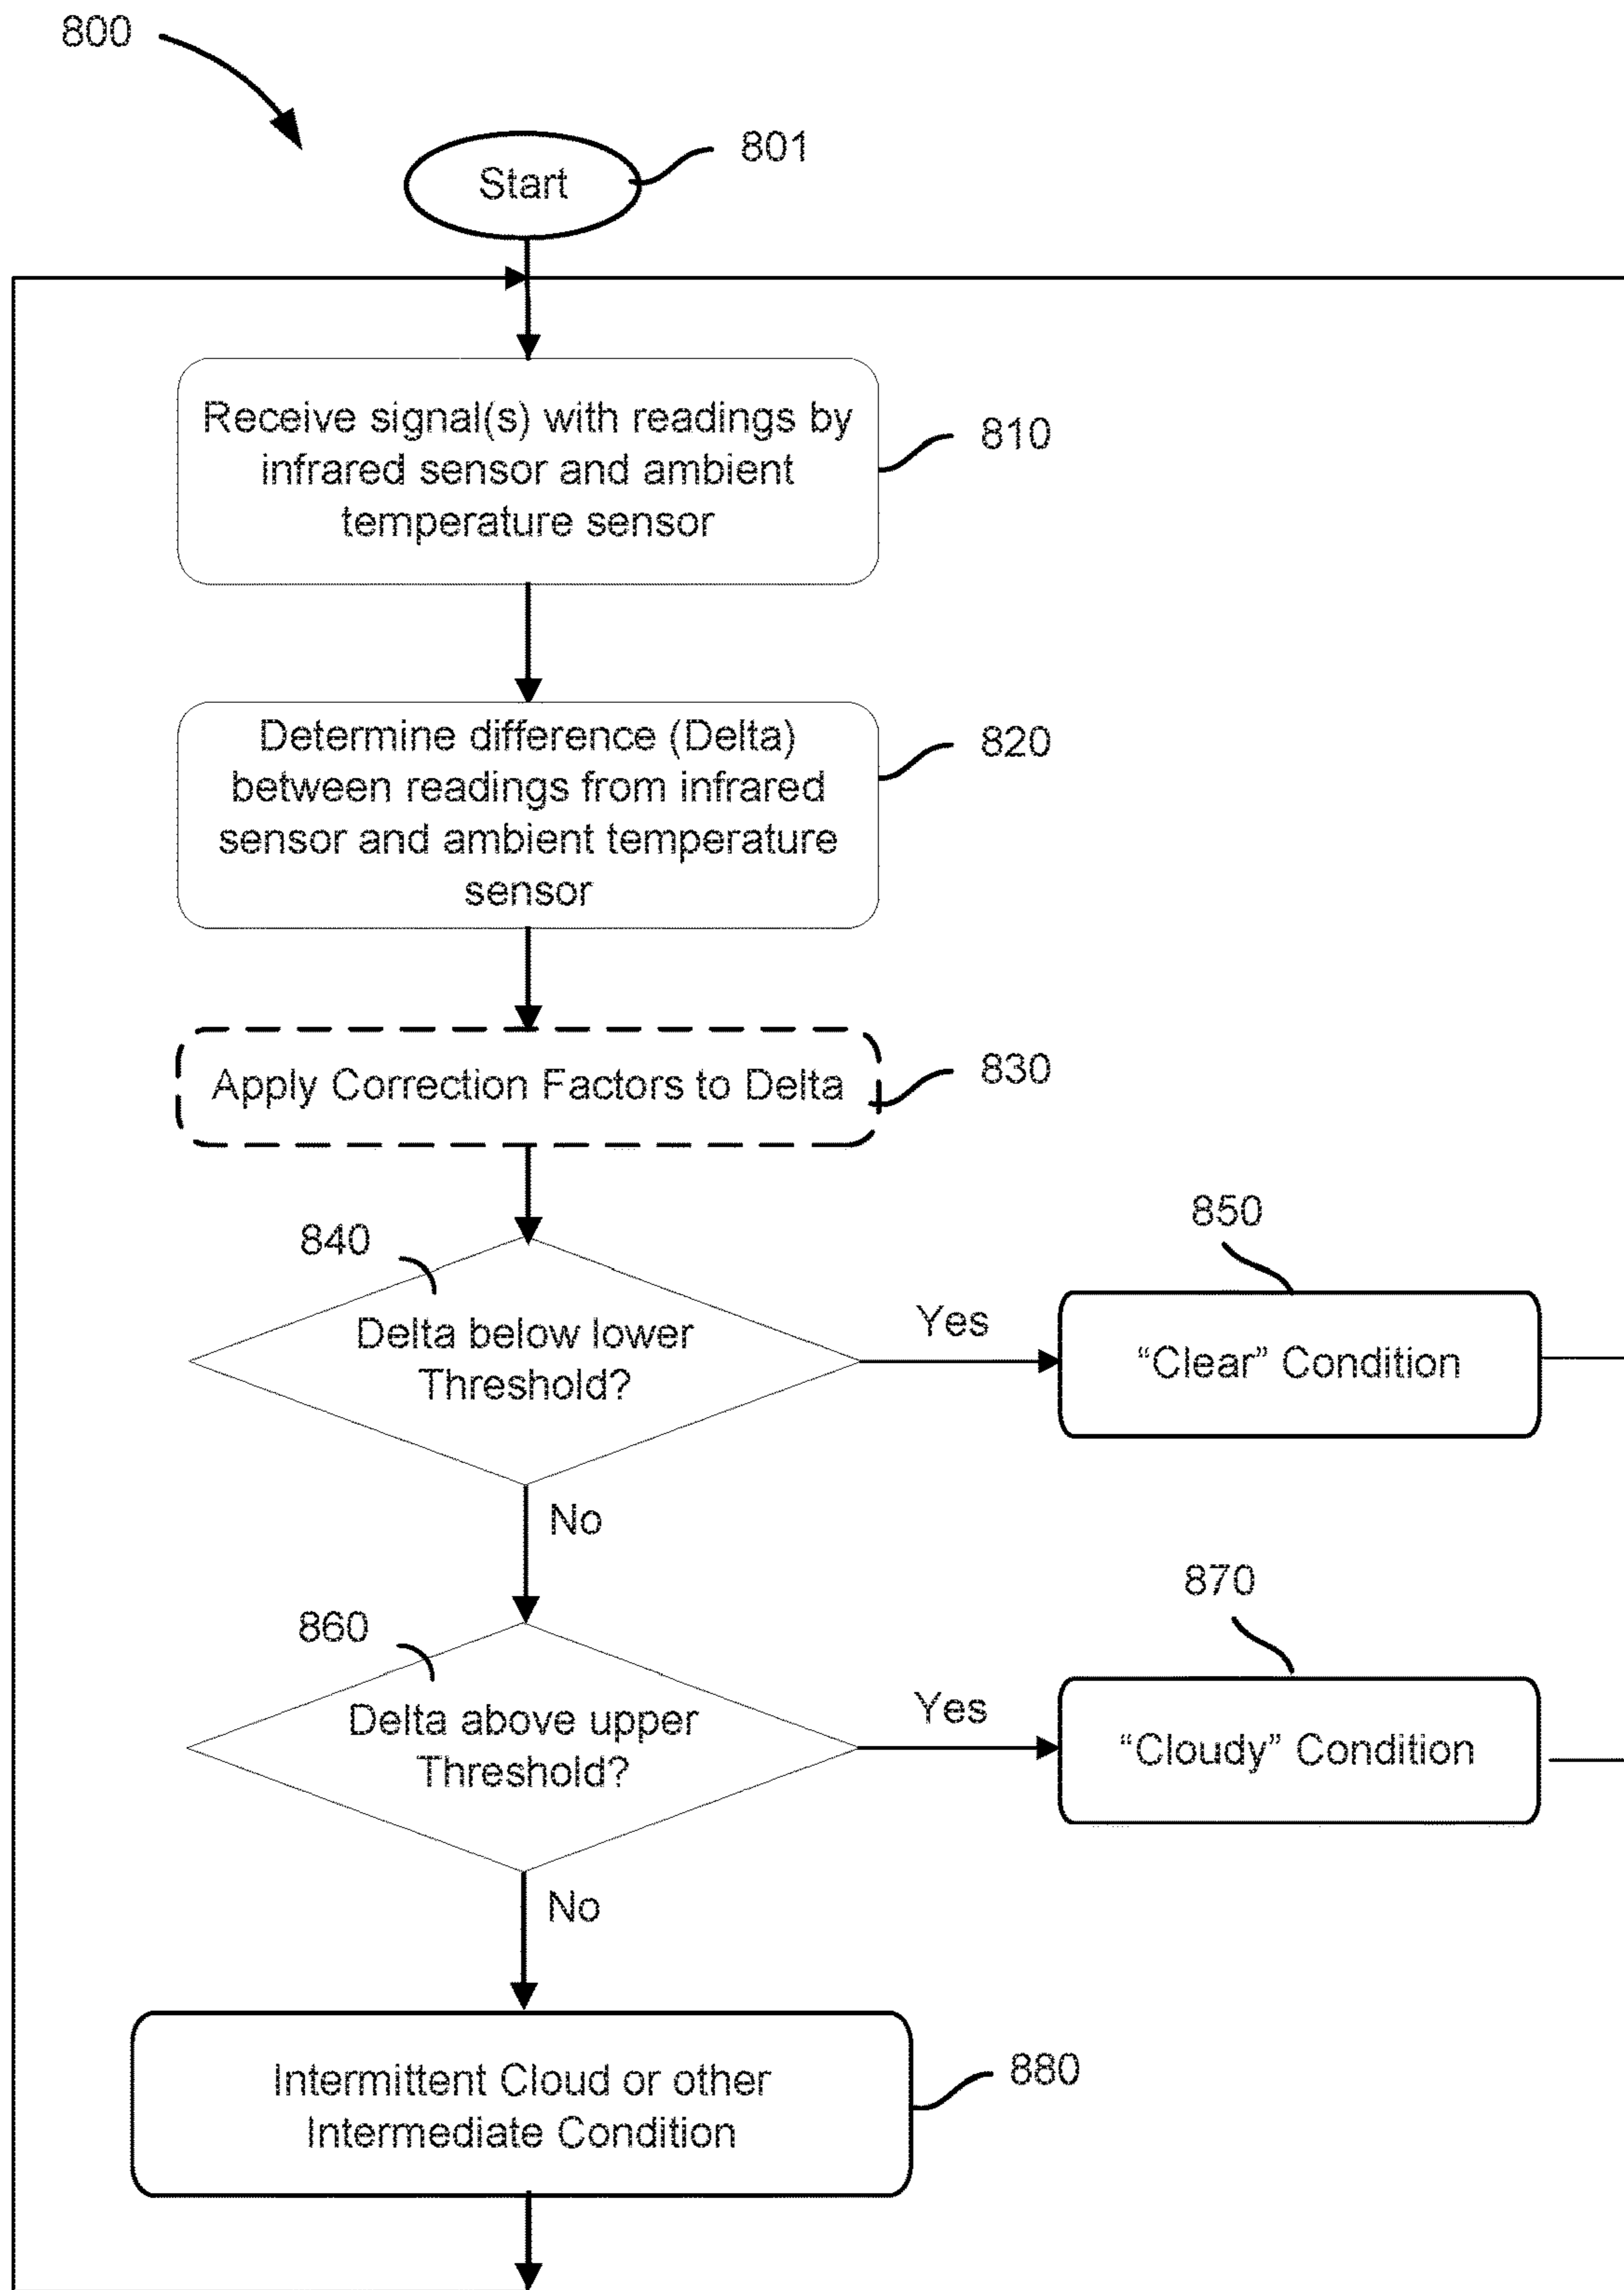 800
801
Start
Receive signal(s) with readings by
infrared sensor and ambient
temperature sensor
810
Determine difference (Delta)
between readings from infrared
sensor and ambient temperature
sensor
820
Apply Correction Factors to Delta
830
840
Delta below lower
Threshold?
Yes
850
“Clear” Condition
No
860
Delta above upper
Threshold?
Yes
870
“Cloudy” Condition
No
Intermittent Cloud or other
Intermediate Condition
880